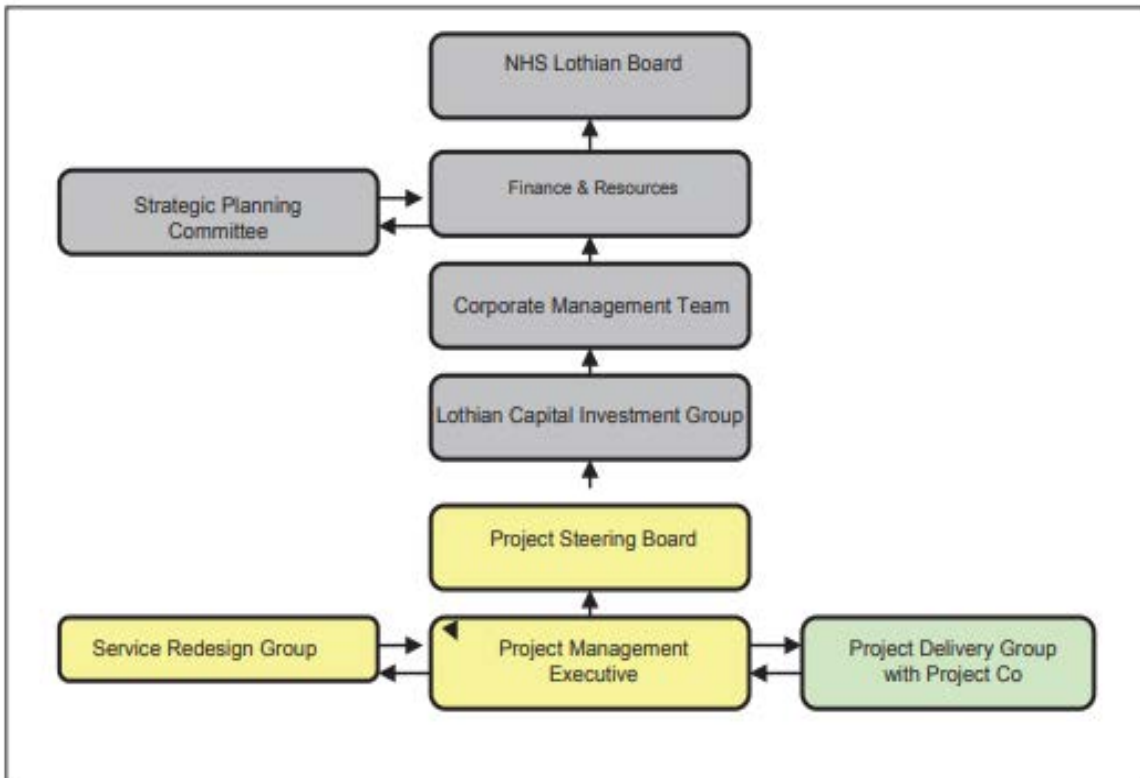 NHS Lothian Board
Finance & Resources
Strategic Planning
Committee
Corporate Management Team
Lothian Capital Investment Group
Project Steering Board
Service Redesign Group
Project Management
Executive
Project Delivery Group
with Project Co